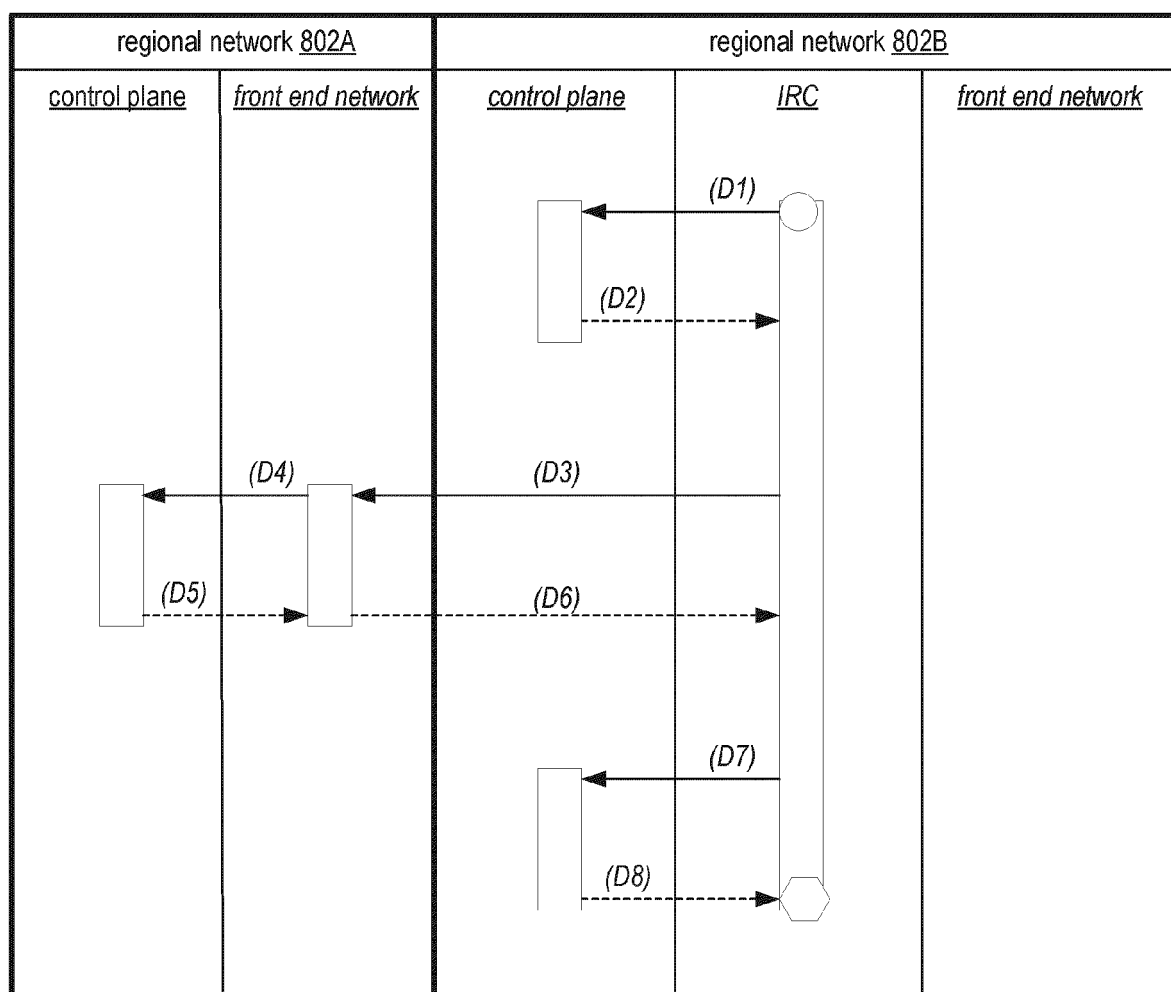 regional network 802A
regional network 802B
control plane
front end network
control plane
IRC
front end network
(D1)
(D2)
(D4)
(D3)
(D5)
(D6)
(D7)
(D8)